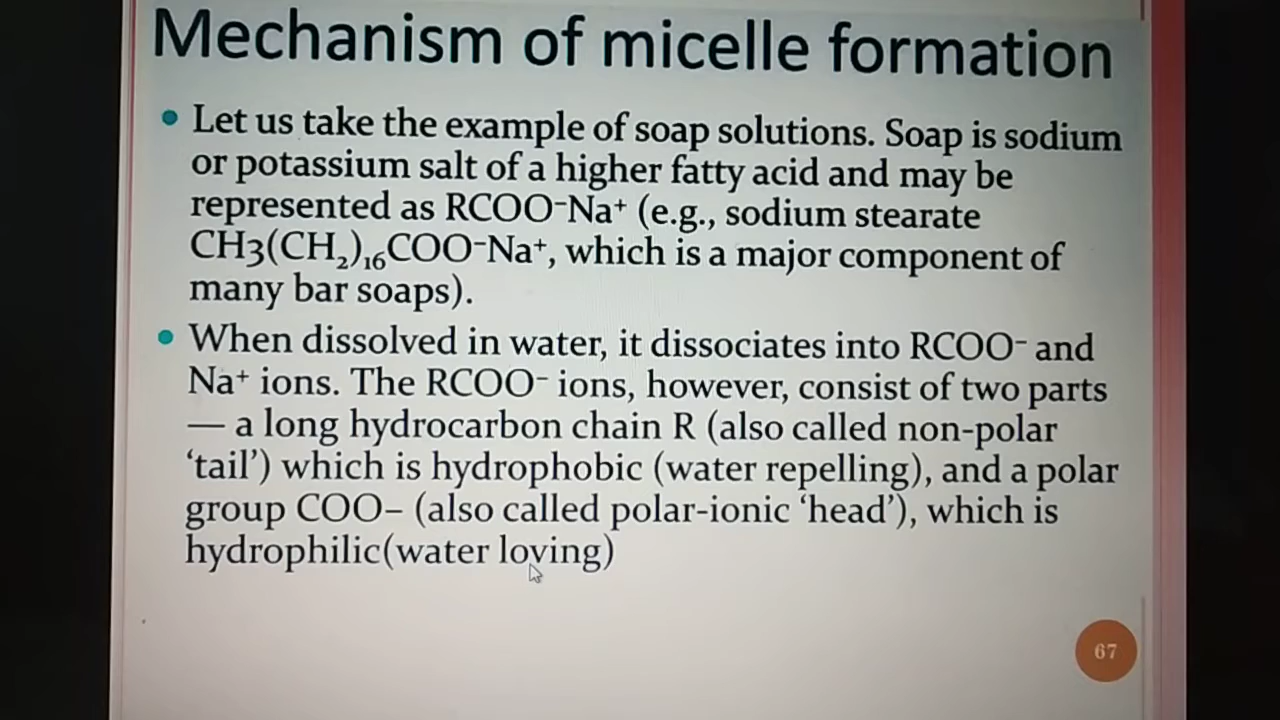 Mechanism of micelle formation
• Let us take the example of soap solutions. Soap is sodium
or potassium salt of a higher fatty acid and may be
represented as RCOO⁻Na⁺ (e.g., sodium stearate
CH3(CH₂)₁₆COO⁻Na⁺, which is a major component of
many bar soaps).
• When dissolved in water, it dissociates into RCOO⁻ and
Na⁺ ions. The RCOO⁻ ions, however, consist of two parts
— a long hydrocarbon chain R (also called non-polar
‘tail’) which is hydrophobic (water repelling), and a polar
group COO– (also called polar-ionic ‘head’), which is
hydrophilic(water loving)
67